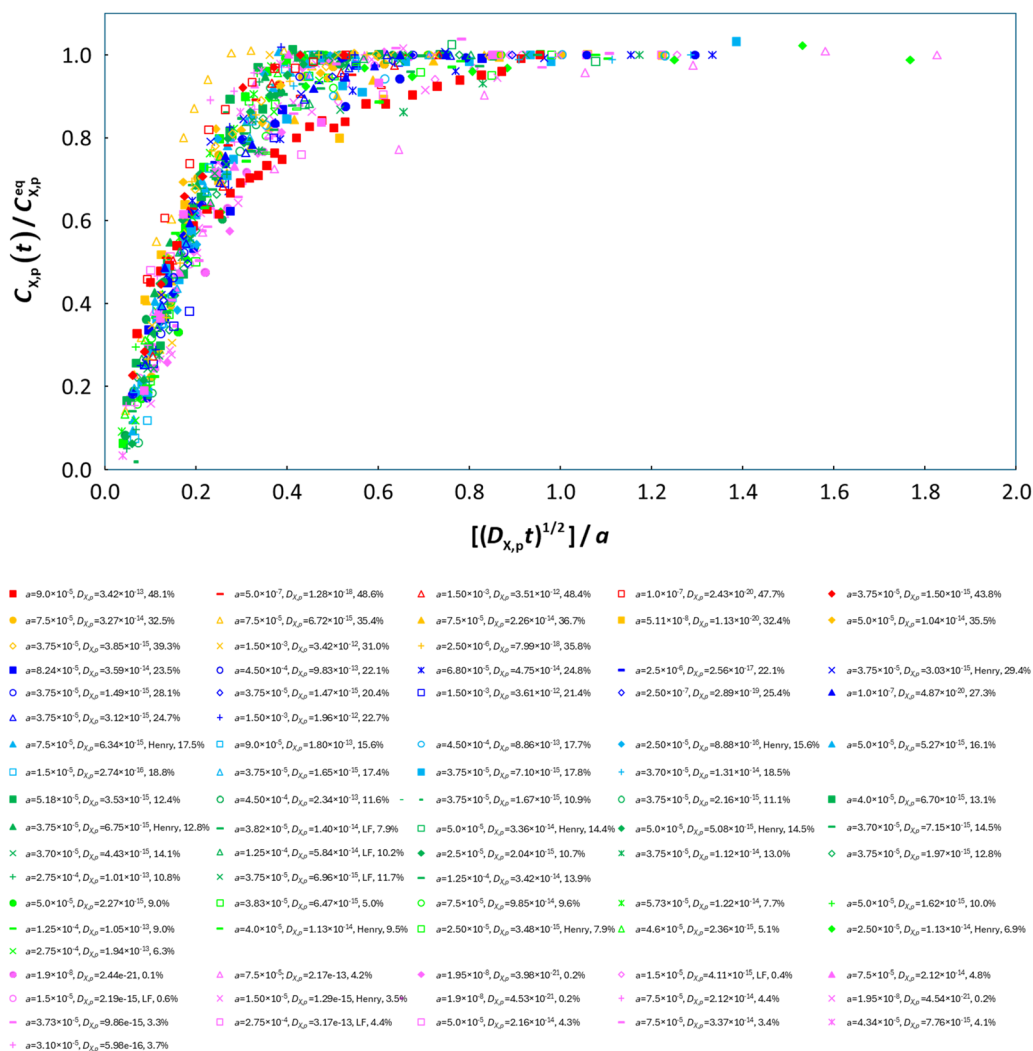 1.0
0.8
0.6
0.4
0.2
0.0
C_X,p(t) / C_X,p^eq
0.0 0.2 0.4 0.6 0.8 1.0 1.2 1.4 1.6 1.8 2.0
[(D_X,p t)^1/2] / a
a=9.0×10⁻⁵, D_X,p=3.42×10⁻¹³, 48.1% a=5.0×10⁻⁷, D_X,p=1.28×10⁻¹⁸, 48.6% a=1.50×10⁻³, D_X,p=3.51×10⁻¹², 48.4% a=1.0×10⁻⁷, D_X,p=2.43×10⁻²⁰, 47.7% a=3.75×10⁻⁵, D_X,p=1.50×10⁻¹⁵, 43.8%
a=7.5×10⁻⁵, D_X,p=3.27×10⁻¹⁴, 32.5% a=7.5×10⁻⁵, D_X,p=6.72×10⁻¹⁵, 35.4% a=7.5×10⁻⁵, D_X,p=2.26×10⁻¹⁴, 36.7% a=5.11×10⁻⁸, D_X,p=1.13×10⁻²⁰, 32.4% a=5.0×10⁻⁵, D_X,p=1.04×10⁻¹⁴, 35.5%
a=3.75×10⁻⁵, D_X,p=3.85×10⁻¹⁵, 39.3% a=1.50×10⁻³, D_X,p=3.42×10⁻¹², 31.0% a=2.50×10⁻⁶, D_X,p=7.99×10⁻¹⁸, 35.8%
a=8.24×10⁻⁵, D_X,p=3.59×10⁻¹⁴, 23.5% a=4.50×10⁻⁴, D_X,p=9.83×10⁻¹³, 22.1% a=6.80×10⁻⁵, D_X,p=4.75×10⁻¹⁴, 24.8% a=2.5×10⁻⁶, D_X,p=2.56×10⁻¹⁷, 22.1% a=3.75×10⁻⁵, D_X,p=3.03×10⁻¹⁵, Henry, 29.4%
a=3.75×10⁻⁵, D_X,p=1.49×10⁻¹⁵, 28.1% a=3.75×10⁻⁵, D_X,p=1.47×10⁻¹⁵, 20.4% a=1.50×10⁻³, D_X,p=3.61×10⁻¹², 21.4% a=2.50×10⁻⁷, D_X,p=2.89×10⁻¹⁹, 25.4% a=1.0×10⁻⁷, D_X,p=4.87×10⁻²⁰, 27.3%
a=3.75×10⁻⁵, D_X,p=3.12×10⁻¹⁵, 24.7% a=1.50×10⁻³, D_X,p=1.96×10⁻¹², 22.7%
a=7.5×10⁻⁵, D_X,p=6.34×10⁻¹⁵, Henry, 17.5% a=9.0×10⁻⁵, D_X,p=1.80×10⁻¹³, 15.6% a=4.50×10⁻⁴, D_X,p=8.86×10⁻¹³, 17.7% a=2.50×10⁻⁵, D_X,p=8.88×10⁻¹⁶, Henry, 15.6% a=5.0×10⁻⁵, D_X,p=5.27×10⁻¹⁵, 16.1%
a=1.5×10⁻⁵, D_X,p=2.74×10⁻¹⁶, 18.8% a=3.75×10⁻⁵, D_X,p=1.65×10⁻¹⁵, 17.4% a=3.75×10⁻⁵, D_X,p=7.10×10⁻¹⁵, 17.8% a=3.70×10⁻⁵, D_X,p=1.31×10⁻¹⁴, 18.5%
a=5.18×10⁻⁵, D_X,p=3.53×10⁻¹⁵, 12.4% a=4.50×10⁻⁴, D_X,p=2.34×10⁻¹³, 11.6% a=3.75×10⁻⁵, D_X,p=1.67×10⁻¹⁵, 10.9% a=3.75×10⁻⁵, D_X,p=2.16×10⁻¹⁵, 11.1% a=4.0×10⁻⁵, D_X,p=6.70×10⁻¹⁵, 13.1%
a=3.75×10⁻⁵, D_X,p=6.75×10⁻¹⁵, Henry, 12.8% a=3.82×10⁻⁵, D_X,p=1.40×10⁻¹⁴, LF, 7.9% a=5.0×10⁻⁵, D_X,p=3.36×10⁻¹⁴, Henry, 14.4% a=5.0×10⁻⁵, D_X,p=5.08×10⁻¹⁵, Henry, 14.5% a=3.70×10⁻⁵, D_X,p=7.15×10⁻¹⁵, 14.5%
a=3.70×10⁻⁵, D_X,p=4.43×10⁻¹⁵, 14.1% a=1.25×10⁻⁴, D_X,p=5.84×10⁻¹⁴, LF, 10.2% a=2.5×10⁻⁵, D_X,p=2.04×10⁻¹⁵, 10.7% a=3.75×10⁻⁵, D_X,p=1.12×10⁻¹⁴, 13.0% a=3.75×10⁻⁵, D_X,p=1.97×10⁻¹⁵, 12.8%
a=2.75×10⁻⁴, D_X,p=1.01×10⁻¹³, 10.8% a=3.75×10⁻⁵, D_X,p=6.96×10⁻¹⁵, LF, 11.7% a=1.25×10⁻⁴, D_X,p=3.42×10⁻¹⁴, 13.9%
a=5.0×10⁻⁵, D_X,p=2.27×10⁻¹⁵, 9.0% a=3.83×10⁻⁵, D_X,p=6.47×10⁻¹⁵, 5.0% a=7.5×10⁻⁵, D_X,p=9.85×10⁻¹⁴, 9.6% a=5.73×10⁻⁵, D_X,p=1.22×10⁻¹⁴, 7.7% a=5.0×10⁻⁵, D_X,p=1.62×10⁻¹⁵, 10.0%
a=1.25×10⁻⁴, D_X,p=1.05×10⁻¹³, 9.0% a=4.0×10⁻⁵, D_X,p=1.13×10⁻¹⁴, Henry, 9.5% a=2.50×10⁻⁵, D_X,p=3.48×10⁻¹⁵, Henry, 7.9% a=4.6×10⁻⁵, D_X,p=2.36×10⁻¹⁵, 5.1% a=2.50×10⁻⁵, D_X,p=1.13×10⁻¹⁴, Henry, 6.9%
a=2.75×10⁻⁴, D_X,p=1.94×10⁻¹³, 6.3%
a=1.9×10⁻⁸, D_X,p=2.44e-21, 0.1% a=7.5×10⁻⁵, D_X,p=2.17e-13, 4.2% a=1.95×10⁻⁸, D_X,p=3.98×10⁻²¹, 0.2% a=1.5×10⁻⁵, D_X,p=4.11×10⁻¹⁵, LF, 0.4% a=7.5×10⁻⁵, D_X,p=2.12×10⁻¹⁴, 4.8%
a=1.5×10⁻⁵, D_X,p=2.19e-15, LF, 0.6% a=1.50×10⁻⁵, D_X,p=1.29e-15, Henry, 3.5% a=1.9×10⁻⁸, D_X,p=4.53×10⁻²¹, 0.2% a=7.5×10⁻⁵, D_X,p=2.12×10⁻¹⁴, 4.4% a=1.95×10⁻⁸, D_X,p=4.54×10⁻²¹, 0.2%
a=3.73×10⁻⁵, D_X,p=9.86e-15, 3.3% a=2.75×10⁻⁴, D_X,p=3.17e-13, LF, 4.4% a=5.0×10⁻⁵, D_X,p=2.16×10⁻¹⁴, 4.3% a=7.5×10⁻⁵, D_X,p=3.37×10⁻¹⁴, 3.4% a=4.34×10⁻⁵, D_X,p=7.76×10⁻¹⁵, 4.1%
a=3.10×10⁻⁵, D_X,p=5.98e-16, 3.7%